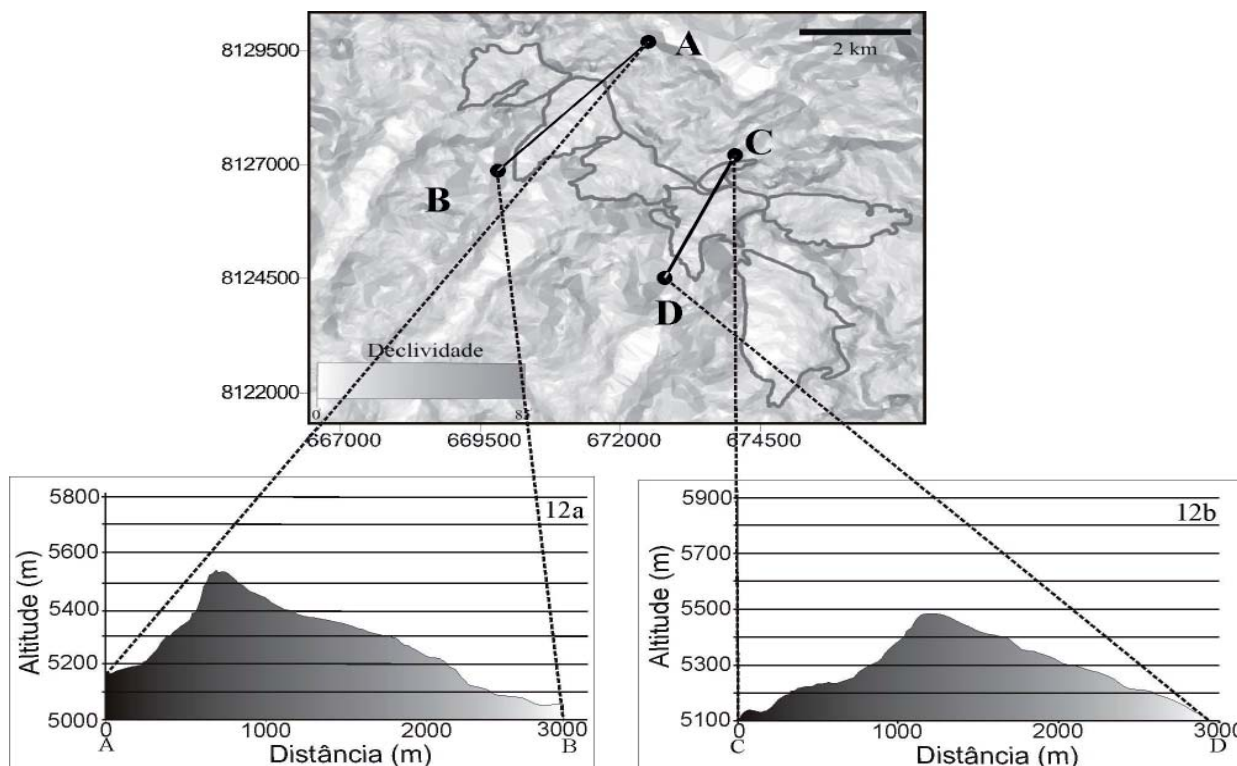 8129500
8127000
8124500
8122000
A
B
C
D
2 km
Declividade
0 85
667000 669500 672000 674500
12a
Altitude (m)
5800
5600
5400
5200
5000
0 1000 2000 3000
A B
Distância (m)
12b
Altitude (m)
5900
5700
5500
5300
5100
0 1000 2000 3000
C D
Distância (m)